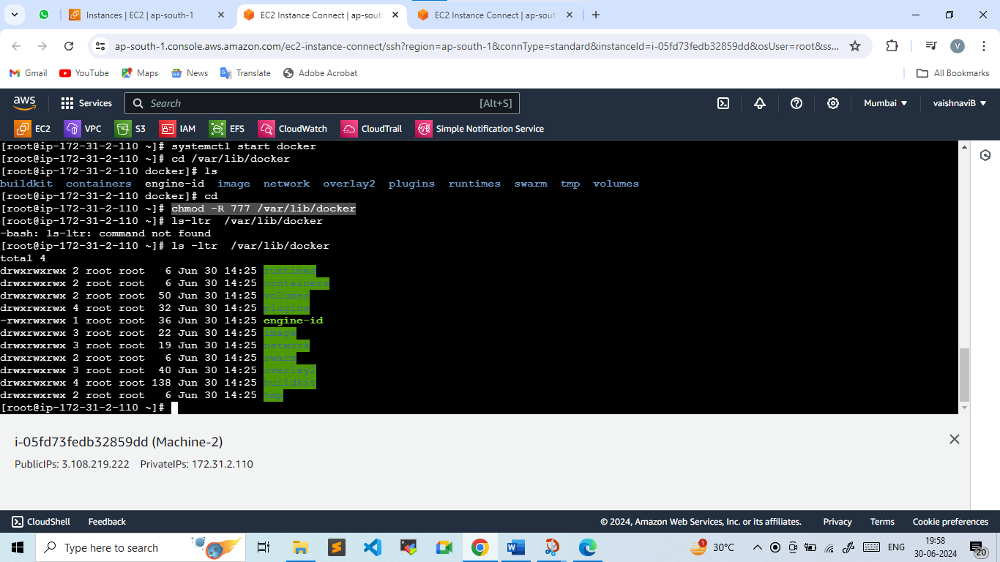 Instances | EC2 | ap-south-1
EC2 Instance Connect | ap-sout
EC2 Instance Connect | ap-sout
ap-south-1.console.aws.amazon.com/ec2-instance-connect/ssh?region=ap-south-1&connType=standard&instanceId=i-05fd73fedb32859dd&osUser=root&ss...
V
Gmail YouTube Maps News Translate Adobe Acrobat All Bookmarks
aws Services Search [Alt+S] Mumbai vaishnaviB
EC2 VPC S3 IAM EFS CloudWatch CloudTrail Simple Notification Service
[root@ip-172-31-2-110 ~]# systemctl start docker
[root@ip-172-31-2-110 ~]# cd /var/lib/docker
[root@ip-172-31-2-110 docker]# ls
buildkit containers engine-id image network overlay2 plugins runtimes swarm tmp volumes
[root@ip-172-31-2-110 docker]# cd
[root@ip-172-31-2-110 ~]# chmod -R 777 /var/lib/docker
[root@ip-172-31-2-110 ~]# ls-ltr  /var/lib/docker
-bash: ls-ltr: command not found
[root@ip-172-31-2-110 ~]# ls -ltr  /var/lib/docker
total 4
drwxrwxrwx 2 root root   6 Jun 30 14:25 runtimes
drwxrwxrwx 2 root root   6 Jun 30 14:25 containers
drwxrwxrwx 2 root root  50 Jun 30 14:25 volumes
drwxrwxrwx 4 root root  32 Jun 30 14:25 plugins
-rwxrwxrwx 1 root root  36 Jun 30 14:25 engine-id
drwxrwxrwx 3 root root  22 Jun 30 14:25 image
drwxrwxrwx 3 root root  19 Jun 30 14:25 network
drwxrwxrwx 2 root root   6 Jun 30 14:25 swarm
drwxrwxrwx 3 root root  40 Jun 30 14:25 overlay2
drwxrwxrwx 4 root root 138 Jun 30 14:25 buildkit
drwxrwxrwx 2 root root   6 Jun 30 14:25 tmp
[root@ip-172-31-2-110 ~]#
i-05fd73fedb32859dd (Machine-2)
PublicIPs: 3.108.219.222 PrivateIPs: 172.31.2.110
CloudShell Feedback © 2024, Amazon Web Services, Inc. or its affiliates. Privacy Terms Cookie preferences
Type here to search 1 30°C ENG 19:58 20
30-06-2024